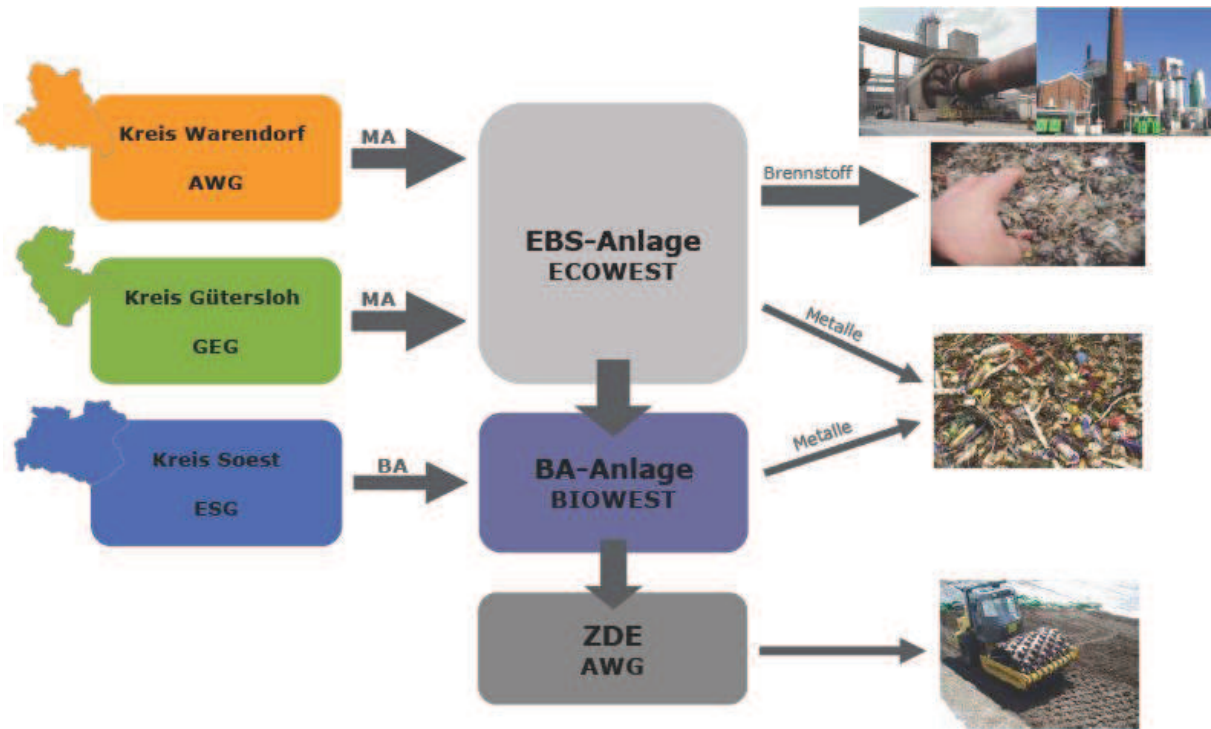 Kreis Warendorf
AWG
MA
Kreis Gütersloh
GEG
MA
Kreis Soest
ESG
BA
EBS-Anlage
ECOWEST
BA-Anlage
BIOWEST
ZDE
AWG
Brennstoff
Metalle
Metalle